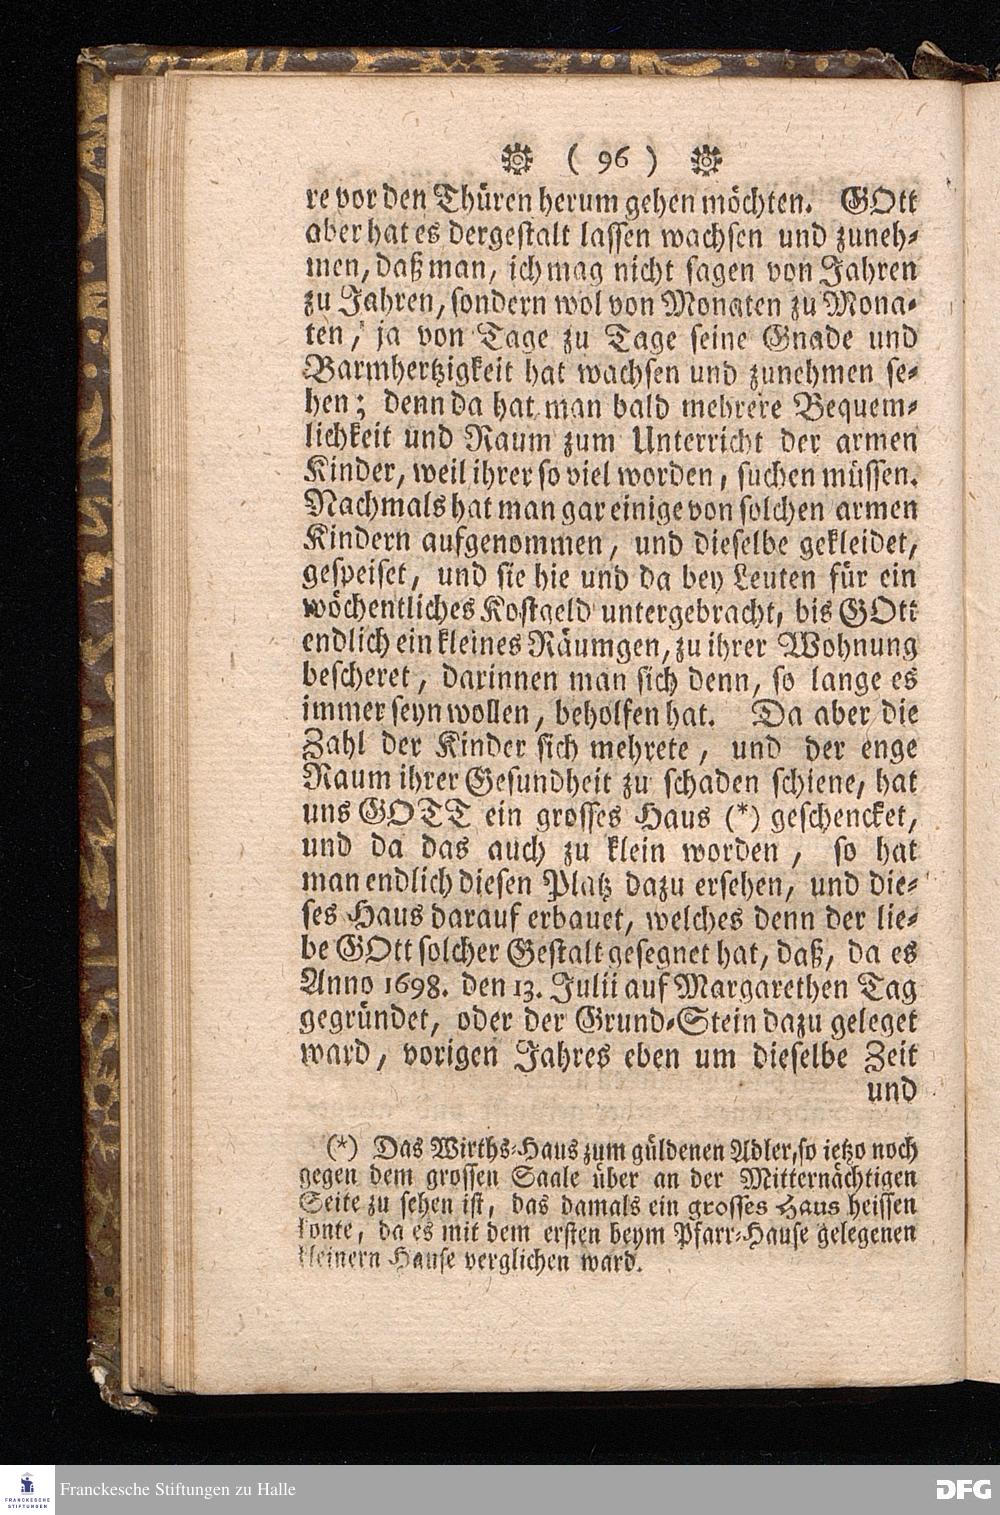 ( 96 )
re vor den Thüren herum gehen möchten. GOtt
aber hat es dergestalt lassen wachsen und zuneh-
men, daß man, ich mag nicht sagen von Jahren
zu Jahren, sondern wol von Monaten zu Mona-
ten, ja von Tage zu Tage seine Gnade und
Barmhertzigkeit hat wachsen und zunehmen se-
hen; denn da hat man bald mehrere Bequem-
lichkeit und Raum zum Unterricht der armen
Kinder, weil ihrer so viel worden, suchen müssen.
Nachmals hat man gar einige von solchen armen
Kindern aufgenommen, und dieselbe gekleidet,
gespeiset, und sie hie und da bey Leuten für ein
wöchentliches Kostgeld untergebracht, bis GOtt
endlich ein kleines Räumgen, zu ihrer Wohnung
bescheret, darinnen man sich denn, so lange es
immer seyn wollen, beholfen hat. Da aber die
Zahl der Kinder sich mehrete, und der enge
Raum ihrer Gesundheit zu schaden schiene, hat
uns GOTT ein grosses Haus (*) geschencket,
und da das auch zu klein worden, so hat
man endlich diesen Platz dazu ersehen, und die-
ses Haus darauf erbauet, welches denn der lie-
be GOtt solcher Gestalt gesegnet hat, daß, da es
Anno 1698. den 13. Julii auf Margarethen Tag
gegründet, oder der Grund-Stein dazu geleget
ward, vorigen Jahres eben um dieselbe Zeit
und
(*) Das Wirths-Haus zum güldenen Adler, so ietzo noch
gegen dem grossen Saale über an der Mitternächtigen
Seite zu sehen ist, das damals ein grosses Haus heissen
konte, da es mit dem ersten beym Pfarr-Hause gelegenen
kleinern Hause verglichen ward.
FRANCKESCHE
STIFTUNGEN
Franckesche Stiftungen zu Halle
DFG